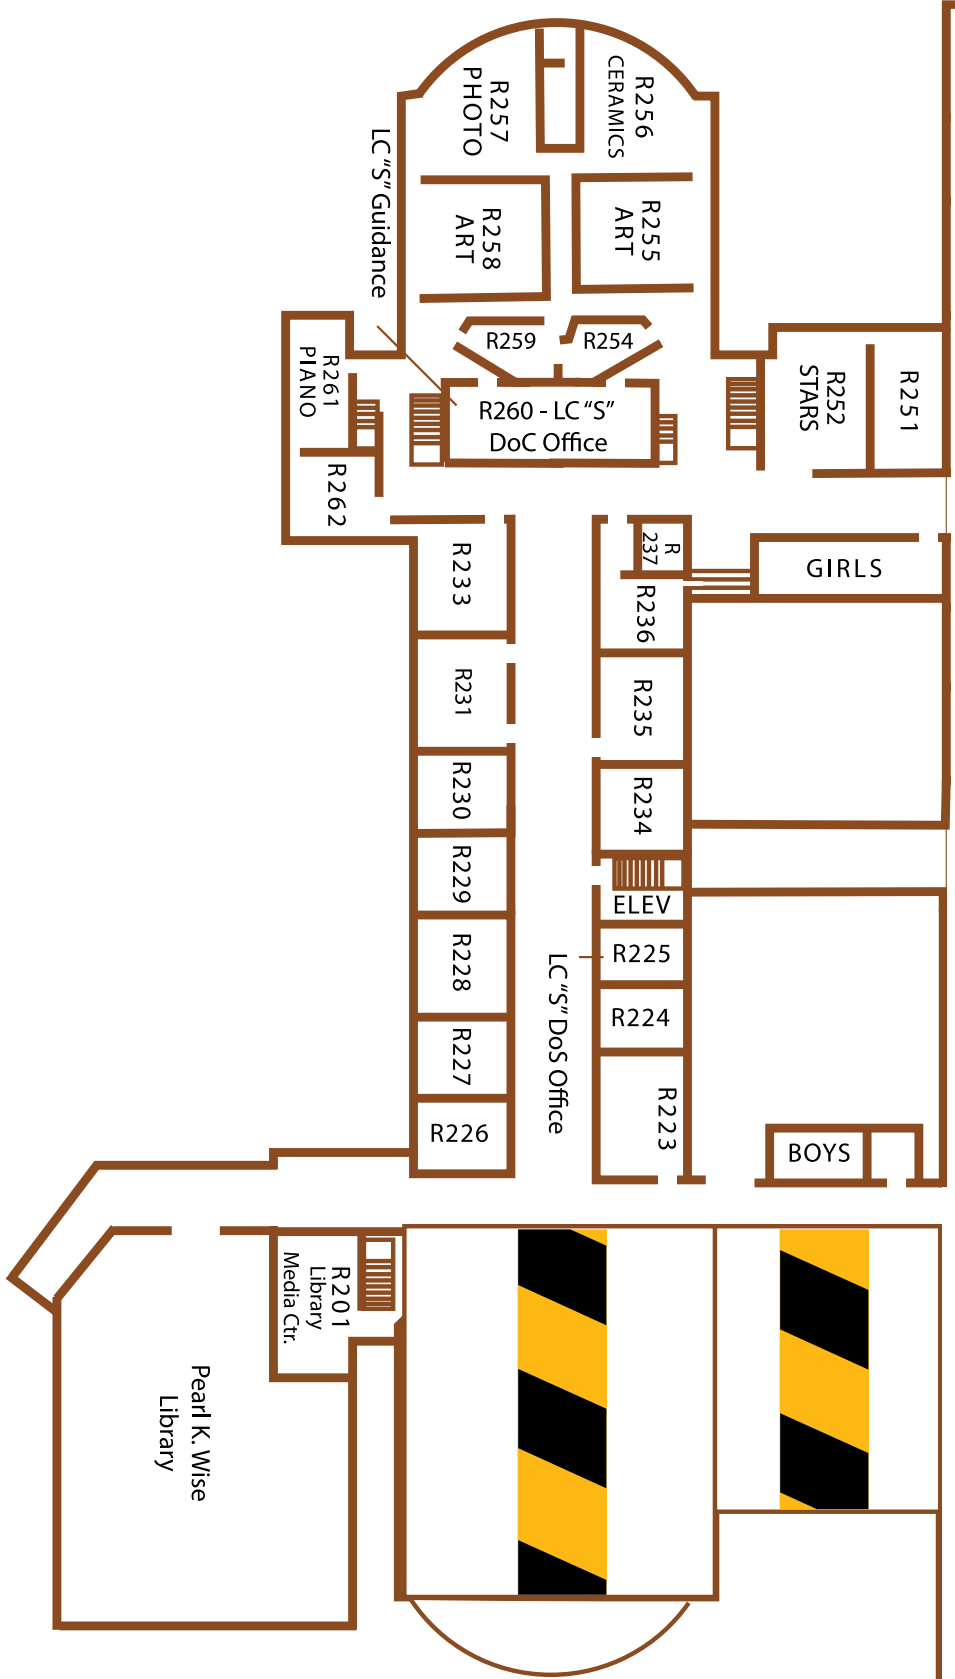 R257
PHOTO
R256
CERAMICS
LC "S" Guidance
R258
ART
R255
ART
R259
R254
R261
PIANO
R260 - LC "S"
DoC Office
R252
STARS
R251
R262
R233
R
237
GIRLS
R236
R231
R235
R230
R234
R229
ELEV
R228
R225
LC "S" DoS Office
R224
R227
R223
R226
BOYS
R201
Library
Media Ctr.
Pearl K. Wise
Library